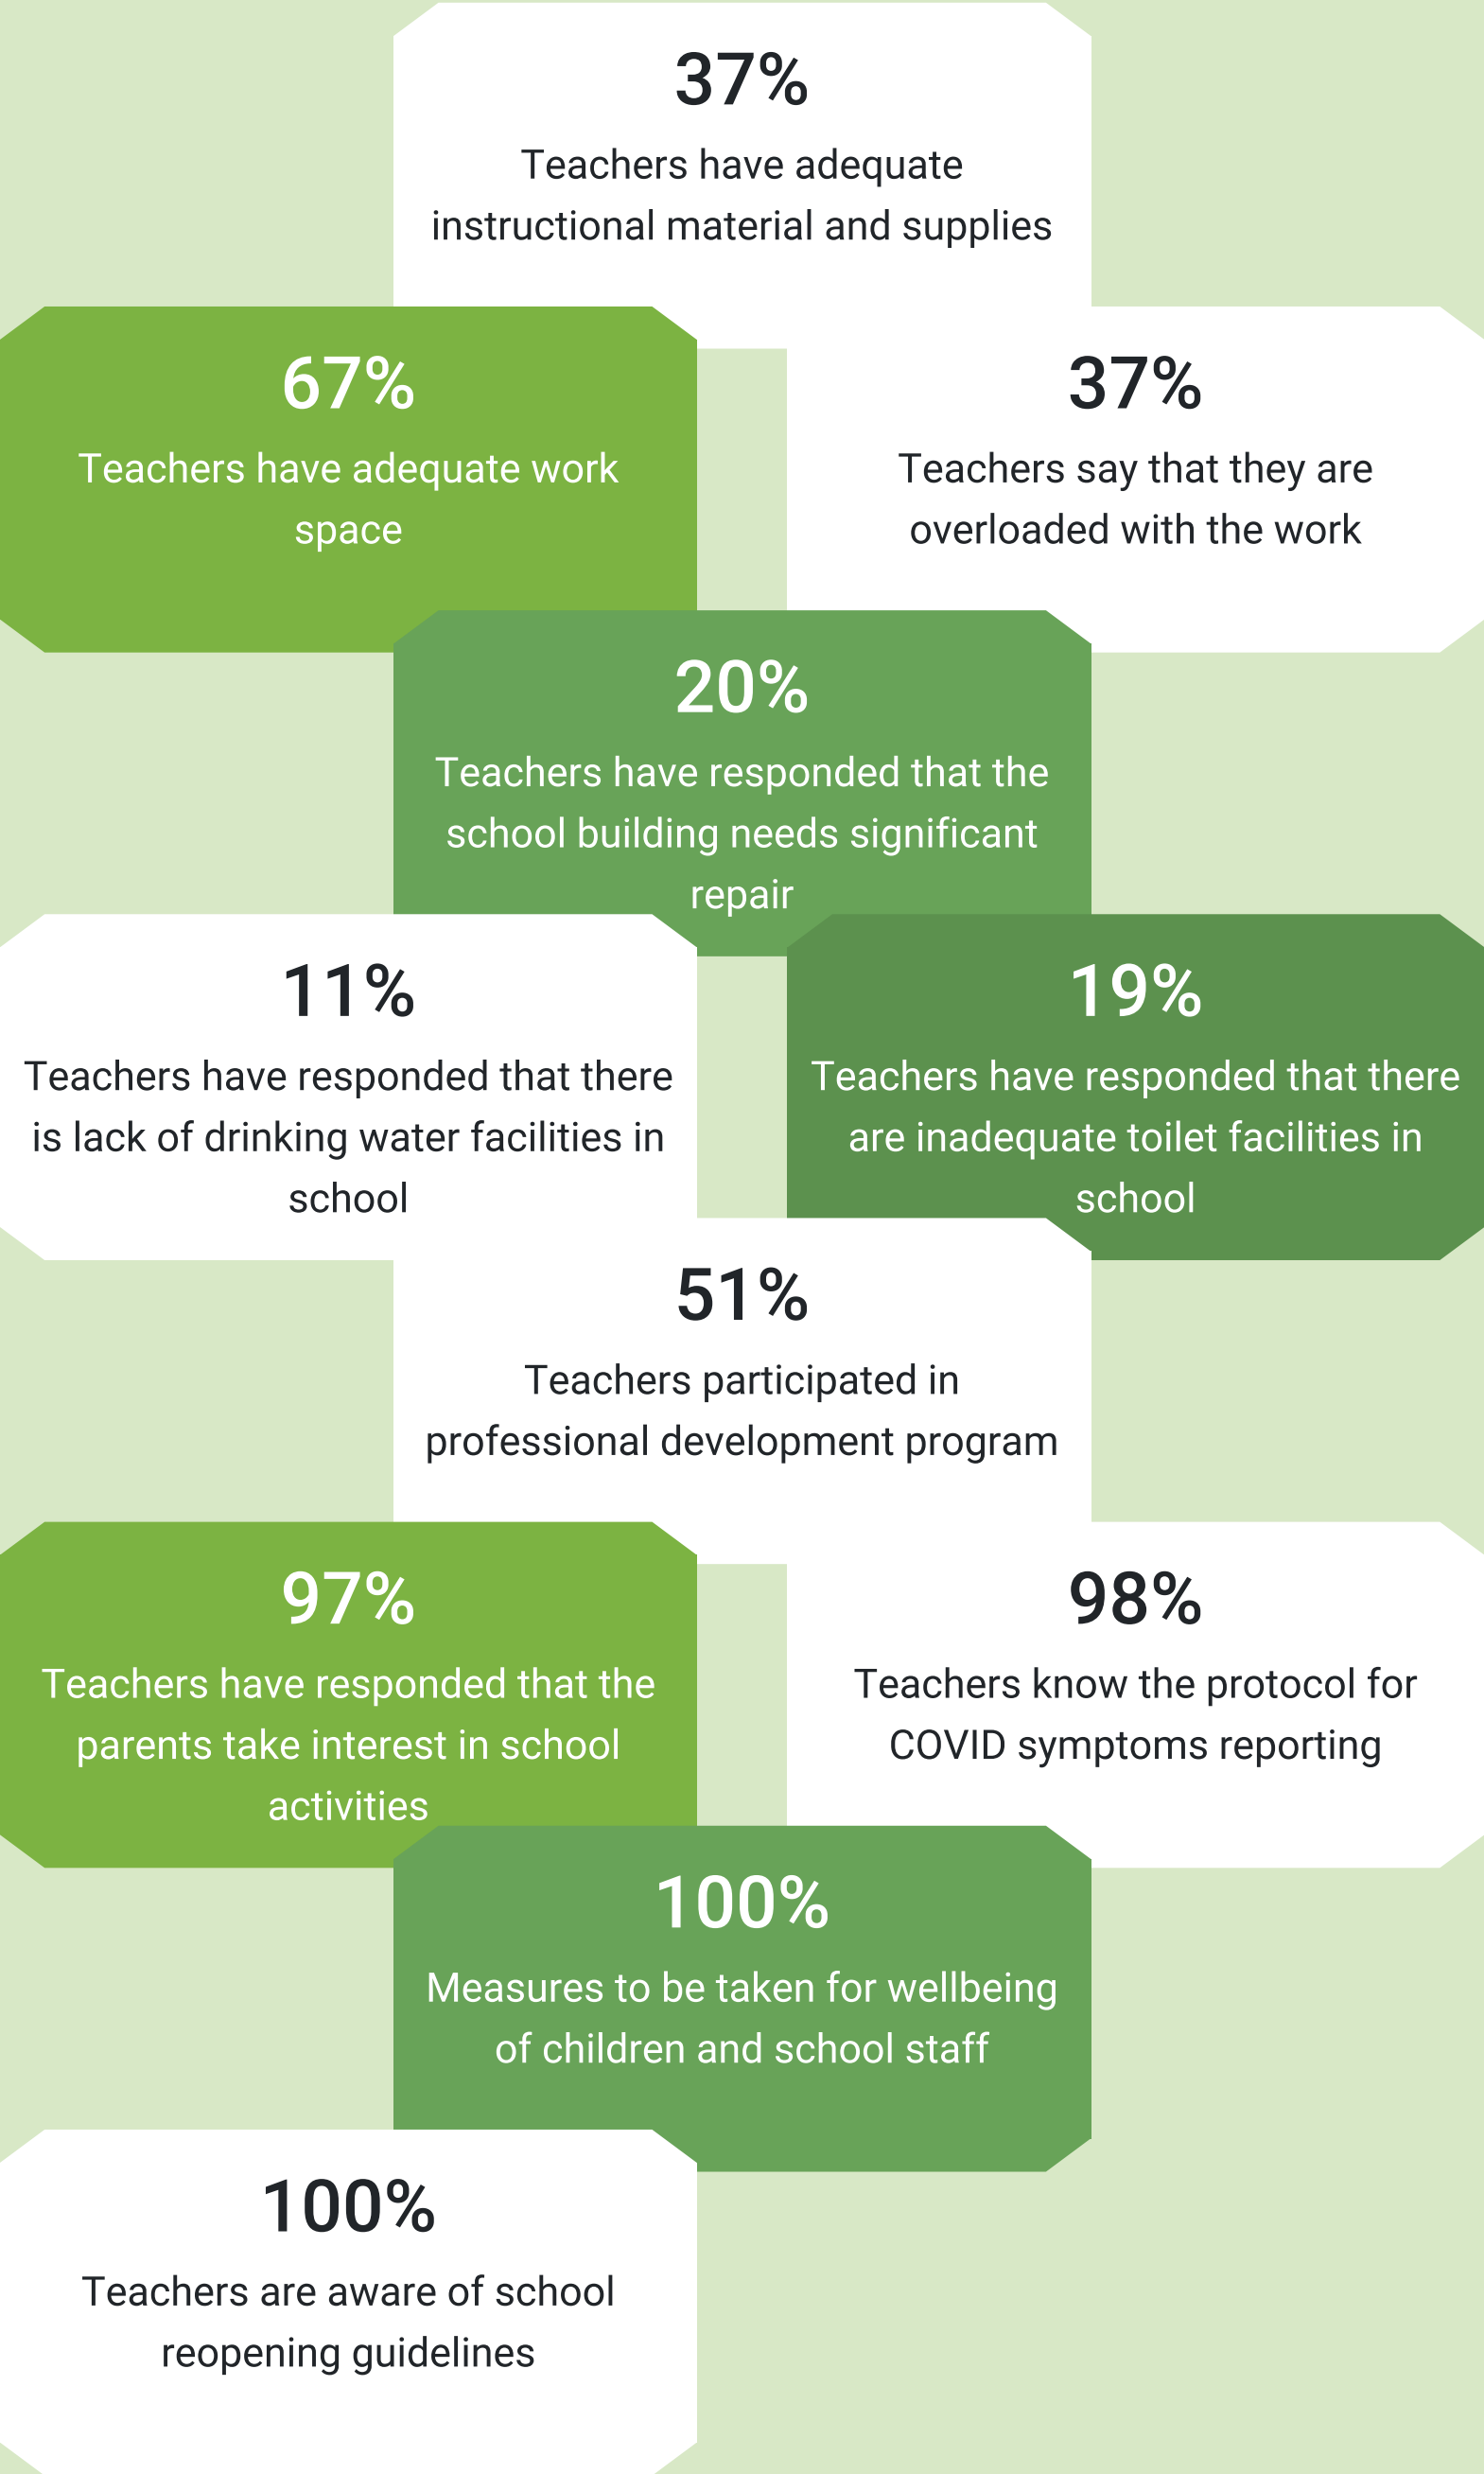 37%
Teachers have adequate
instructional material and supplies
67%
Teachers have adequate work
space
37%
Teachers say that they are
overloaded with the work
20%
Teachers have responded that the
school building needs significant
repair
11%
Teachers have responded that there
is lack of drinking water facilities in
school
19%
Teachers have responded that there
are inadequate toilet facilities in
school
51%
Teachers participated in
professional development program
97%
Teachers have responded that the
parents take interest in school
activities
98%
Teachers know the protocol for
COVID symptoms reporting
100%
Measures to be taken for wellbeing
of children and school staff
100%
Teachers are aware of school
reopening guidelines